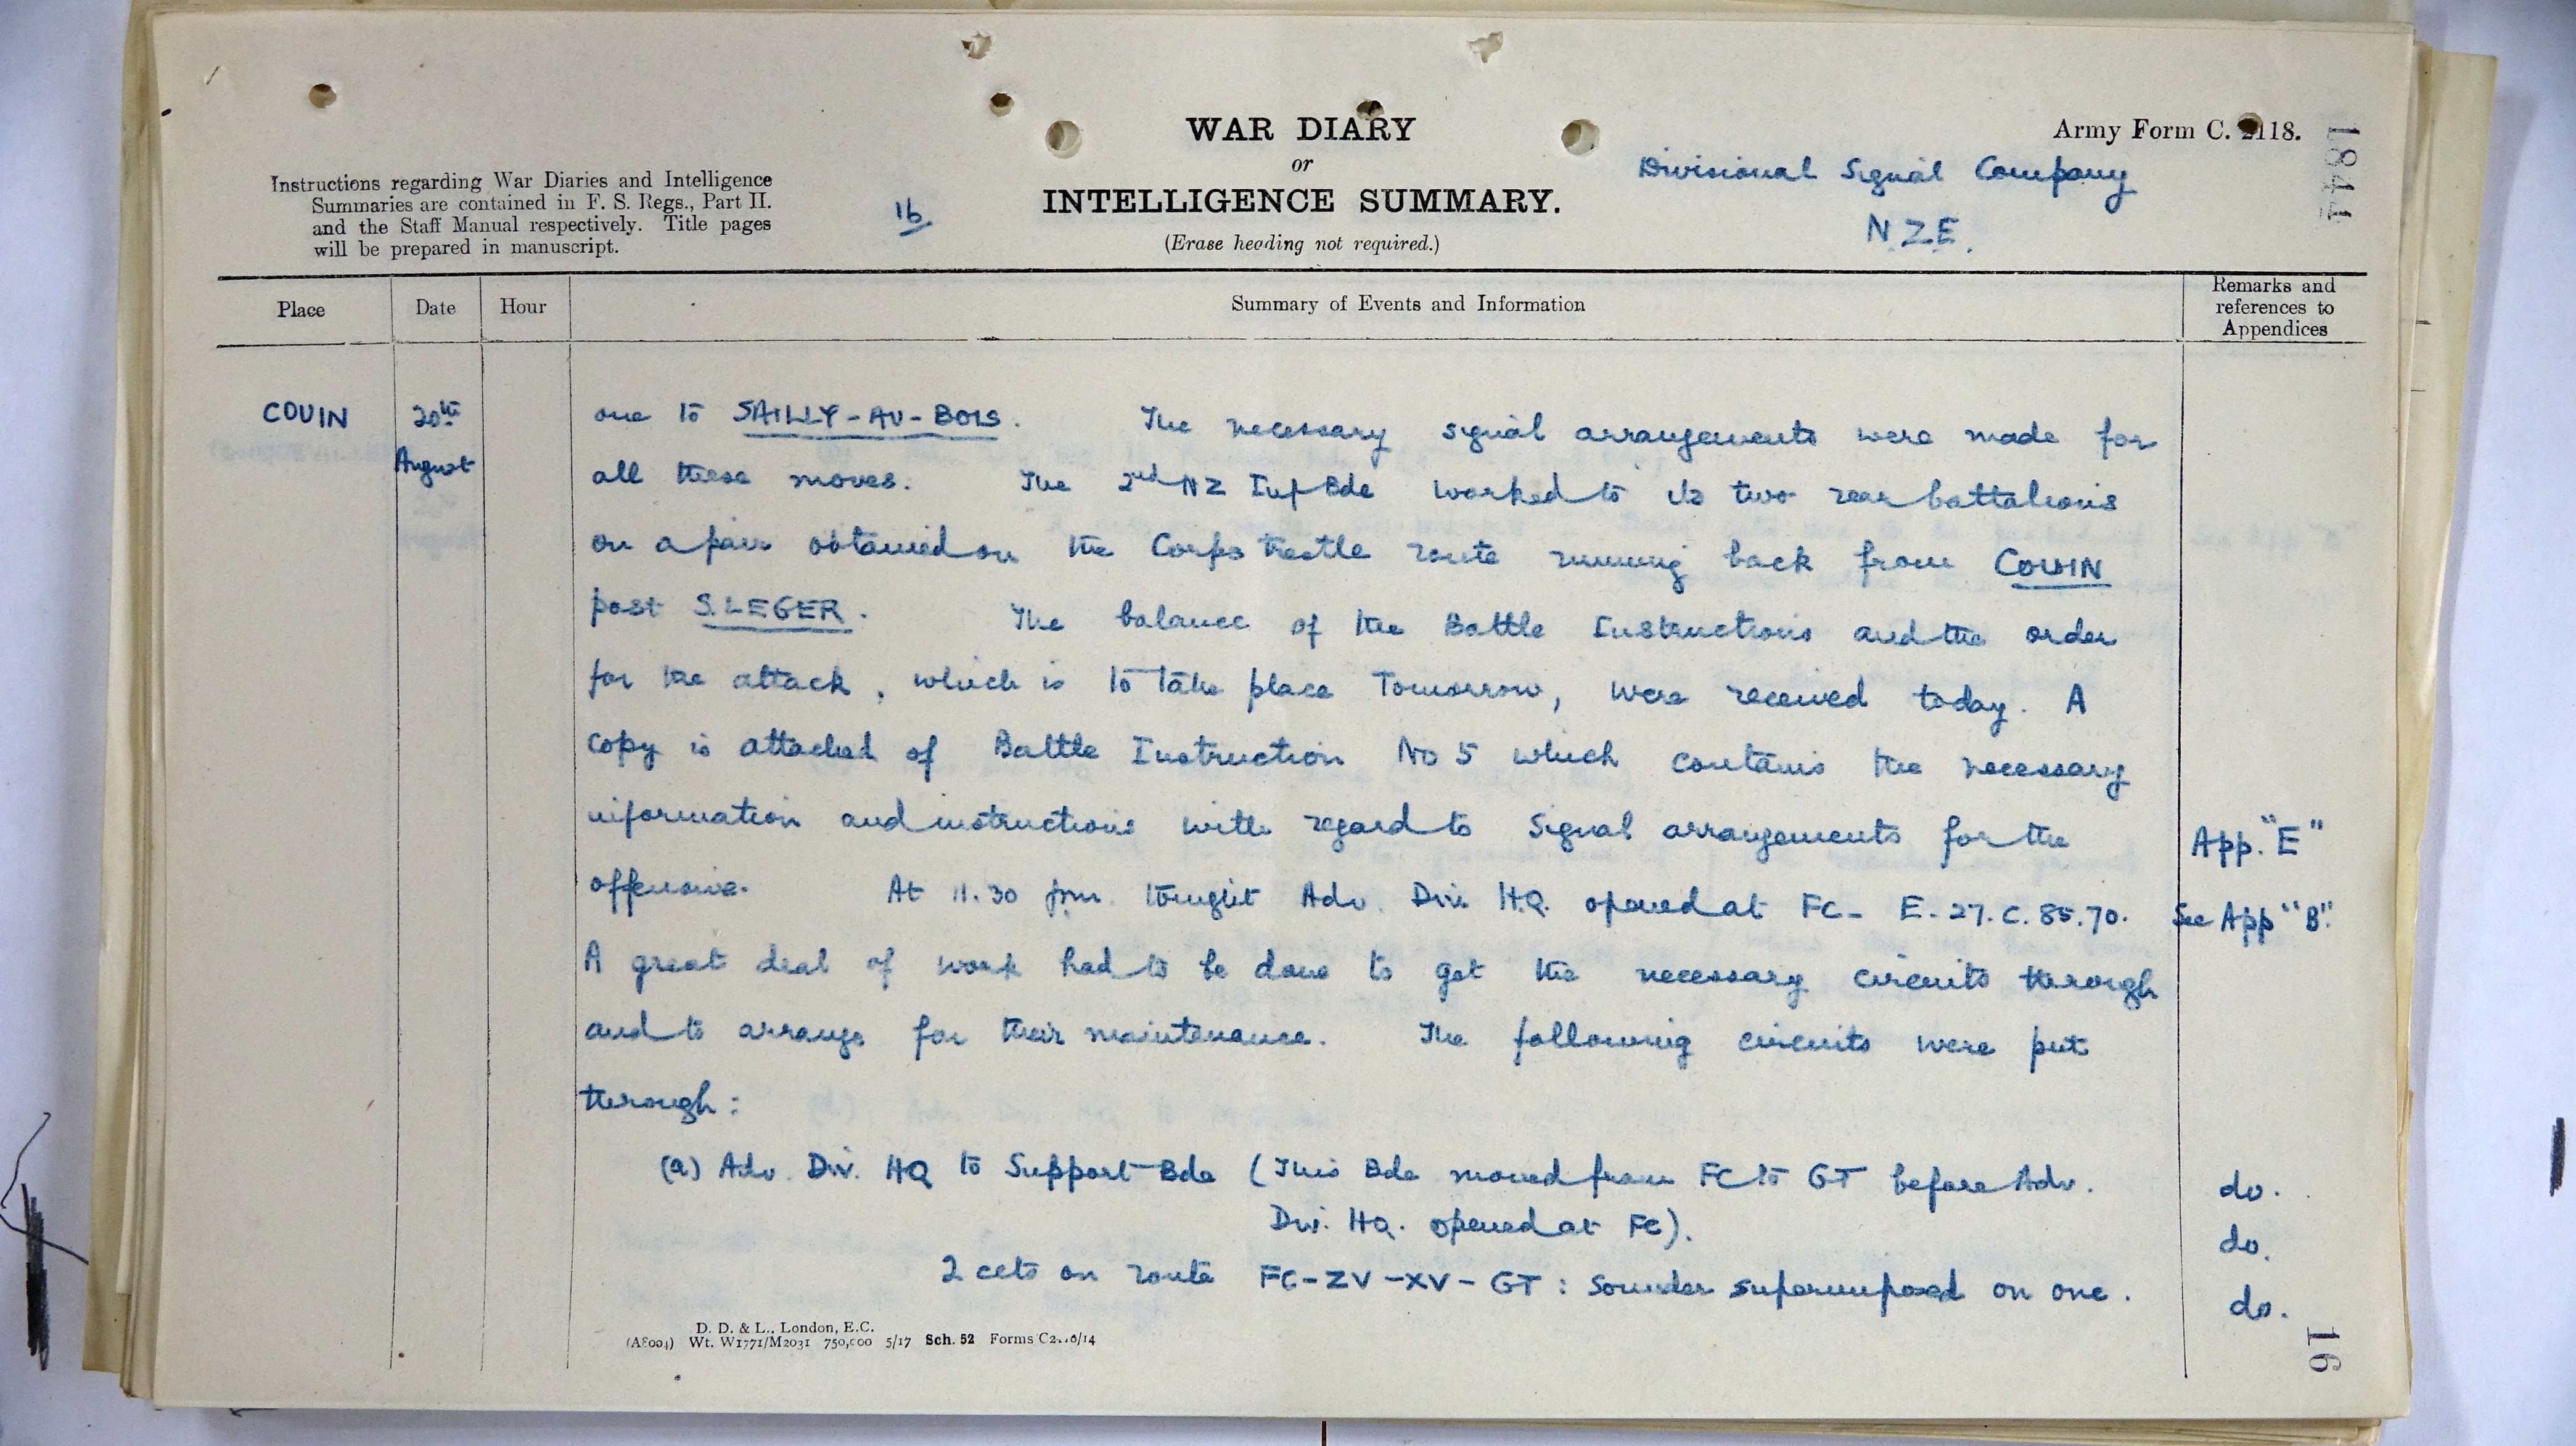 WAR DIARY
or
INTELLIGENCE SUMMARY.
(Erase heading not required.)
Army Form C. 2118.
Instructions regarding War Diaries and Intelligence
Summaries are contained in F. S. Regs., Part II.
and the Staff Manual respectively. Title pages
will be prepared in manuscript.
16
Divisional Signal Company
N.Z.E.
18444
Place
Date
Hour
Summary of Events and Information
Remarks and
references to
Appendices
COUIN
20th
August
one to SAILLY-AU-BOIS. The necessary signal arrangements were made for
all these moves. The 2nd NZ Inf Bde worked to its two rear battalions
on a pair obtained on the Corps trestle route running back from COUIN
past S. LEGER. The balance of the Battle Instructions and the order
for the attack, which is to take place tomorrow, were received today. A
copy is attached of Battle Instruction No 5 which contains the necessary
information and instructions with regard to signal arrangements for the
App. "E"
offensive. At 11.30 pm. tonight Adv. Div. H.Q. opened at FC - E.27.C.85.70.
See App "B".
A great deal of work had to be done to get the necessary circuits through
and to arrange for their maintenance. The following circuits were put
through:
(a) Adv. Div. HQ to Support Bde (This Bde moved from FC to GT before Adv.
do.
Div. HQ. opened at FC).
do.
2 ccts on route FC-ZV-XV-GT: Sounder superimposed on one.
do.
D. D. & L., London, E.C.
(A8004) Wt. W1771/M2031 750,000 5/17 Sch. 52 Forms
16